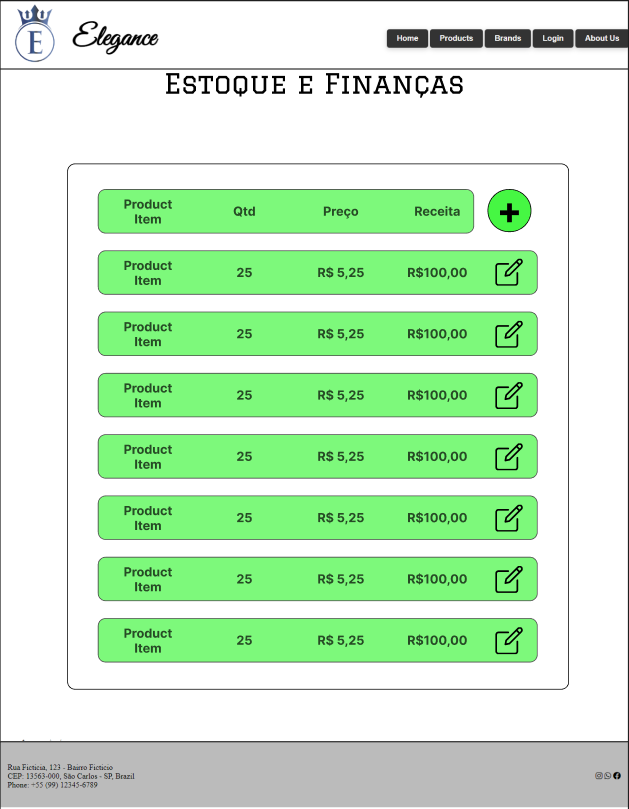 E
Elegance
Home Products Brands Login About Us
Estoque e Finanças
Product
Item Qtd Preço Receita +
Product
Item 25 R$ 5,25 R$100,00
Product
Item 25 R$ 5,25 R$100,00
Product
Item 25 R$ 5,25 R$100,00
Product
Item 25 R$ 5,25 R$100,00
Product
Item 25 R$ 5,25 R$100,00
Product
Item 25 R$ 5,25 R$100,00
Product
Item 25 R$ 5,25 R$100,00
Rua Ficticia, 123 - Bairro Ficticio
CEP: 13563-000, São Carlos - SP, Brazil
Phone: +55 (99) 12345-6789